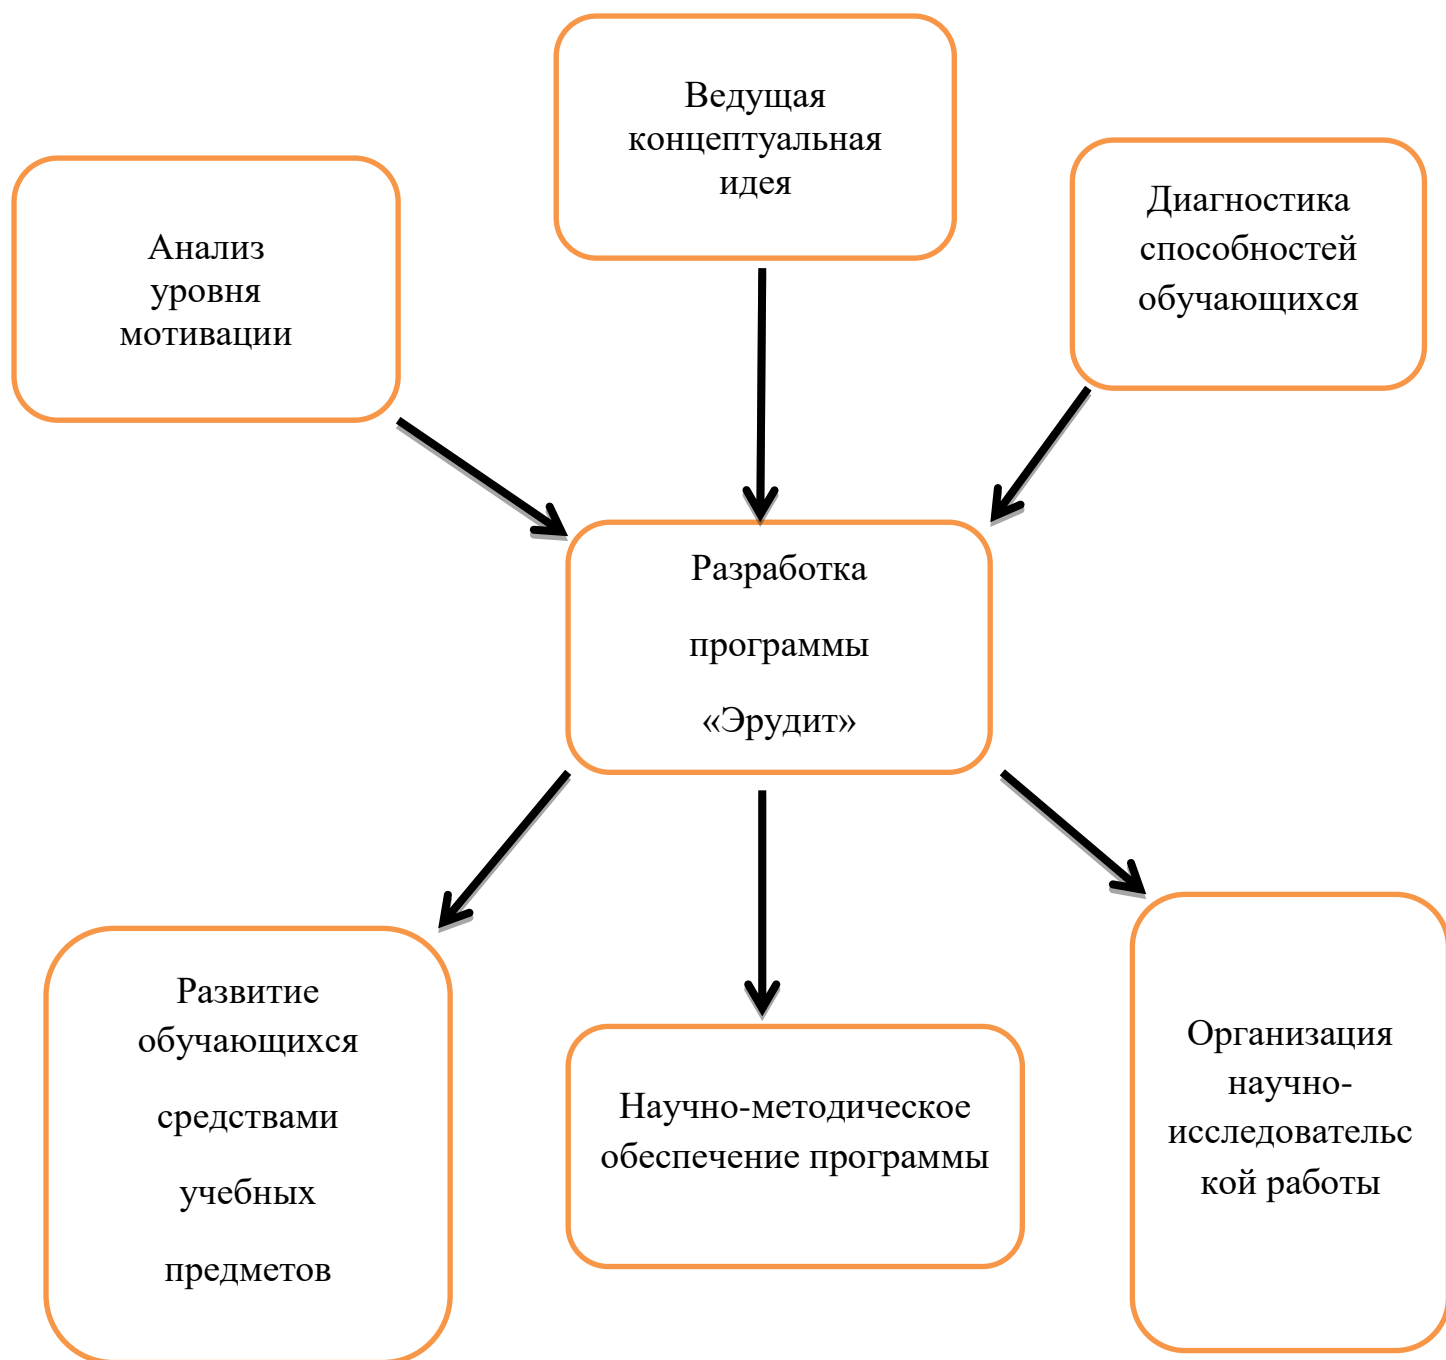 Ведущая
концептуальная
идея
Анализ
уровня
мотивации
Диагностика
способностей
обучающихся
Разработка
программы
«Эрудит»
Развитие
обучающихся
средствами
учебных
предметов
Научно-методическое
обеспечение программы
Организация
научно-
исследовательс
кой работы